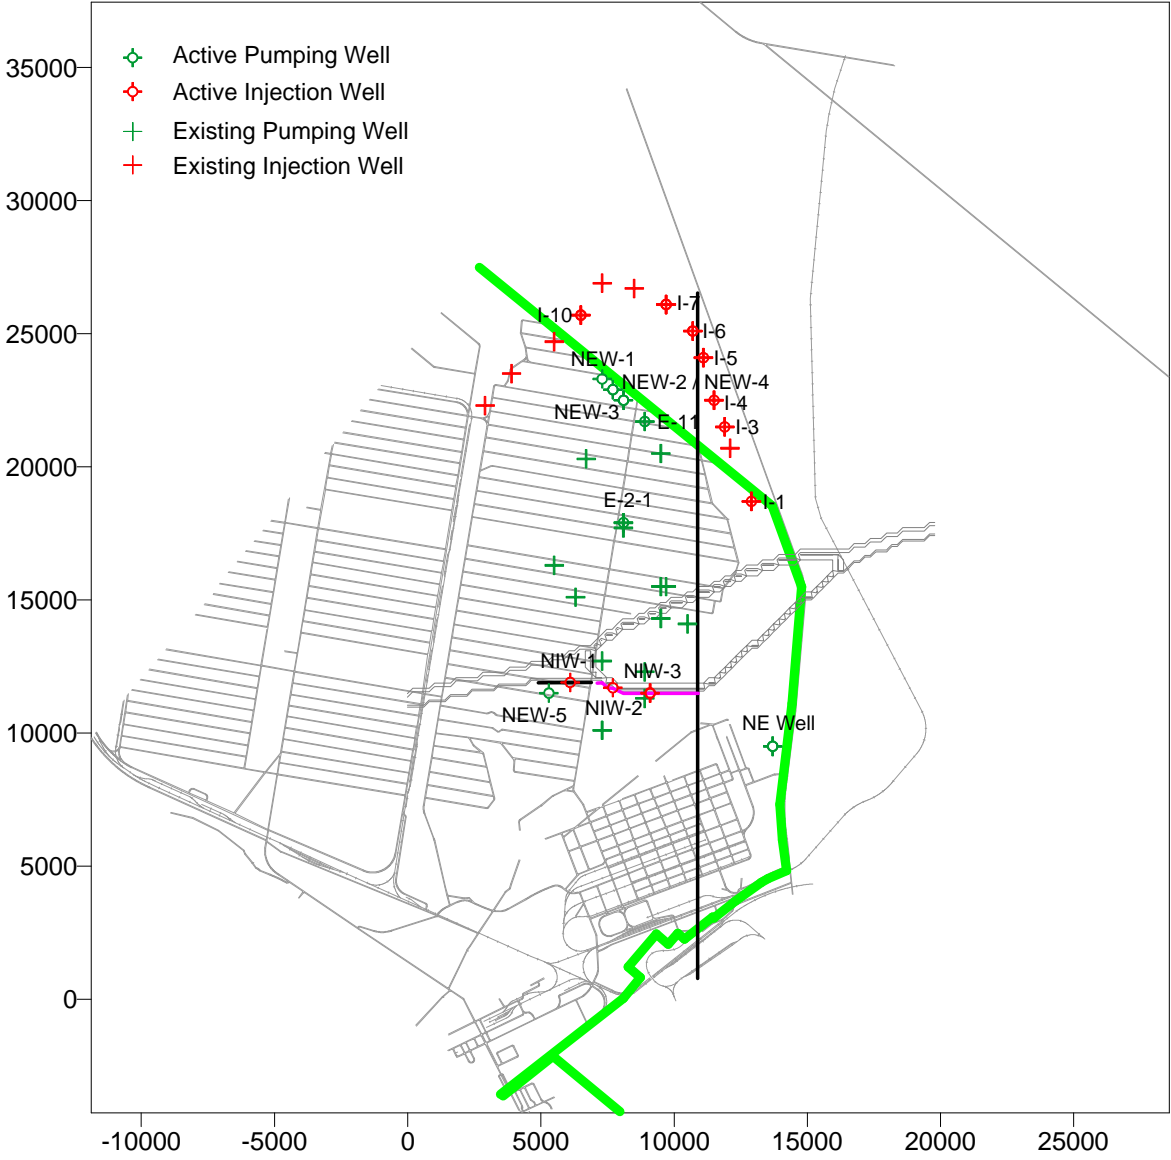 Active Pumping Well
Active Injection Well
Existing Pumping Well
Existing Injection Well
35000
30000
25000
20000
15000
10000
5000
0
I-10
I-7
I-6
I-5
NEW-1
NEW-2 / NEW-4
I-4
NEW-3
E-11
I-3
E-2-1
I-1
NIW-1
NIW-3
NEW-5
NIW-2
NE Well
-10000
-5000
0
5000
10000
15000
20000
25000